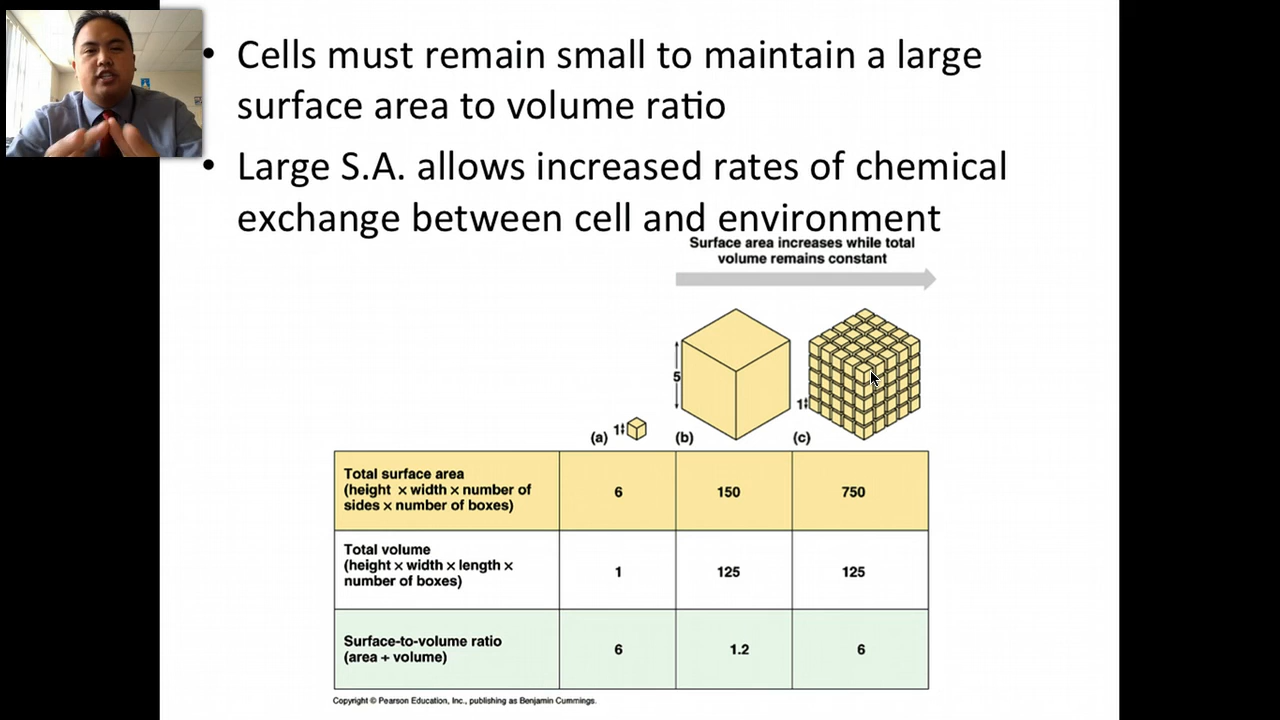 • Cells must remain small to maintain a large
surface area to volume ratio
• Large S.A. allows increased rates of chemical
exchange between cell and environment
Surface area increases while total
volume remains constant
5
1
1
(a)
(b)
(c)
Total surface area
(height × width × number of
sides × number of boxes)
6
150
750
Total volume
(height × width × length ×
number of boxes)
1
125
125
Surface-to-volume ratio
(area ÷ volume)
6
1.2
6
Copyright © Pearson Education, Inc., publishing as Benjamin Cummings.